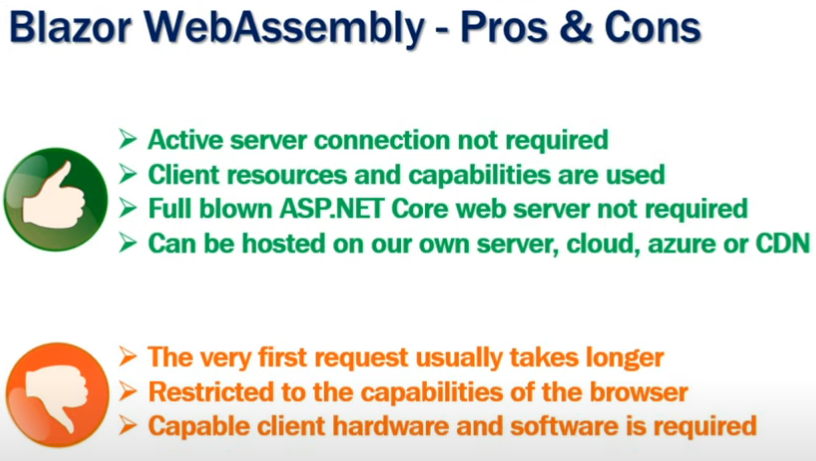 Blazor WebAssembly - Pros & Cons
Active server connection not required
Client resources and capabilities are used
Full blown ASP.NET Core web server not required
Can be hosted on our own server, cloud, azure or CDN
The very first request usually takes longer
Restricted to the capabilities of the browser
Capable client hardware and software is required